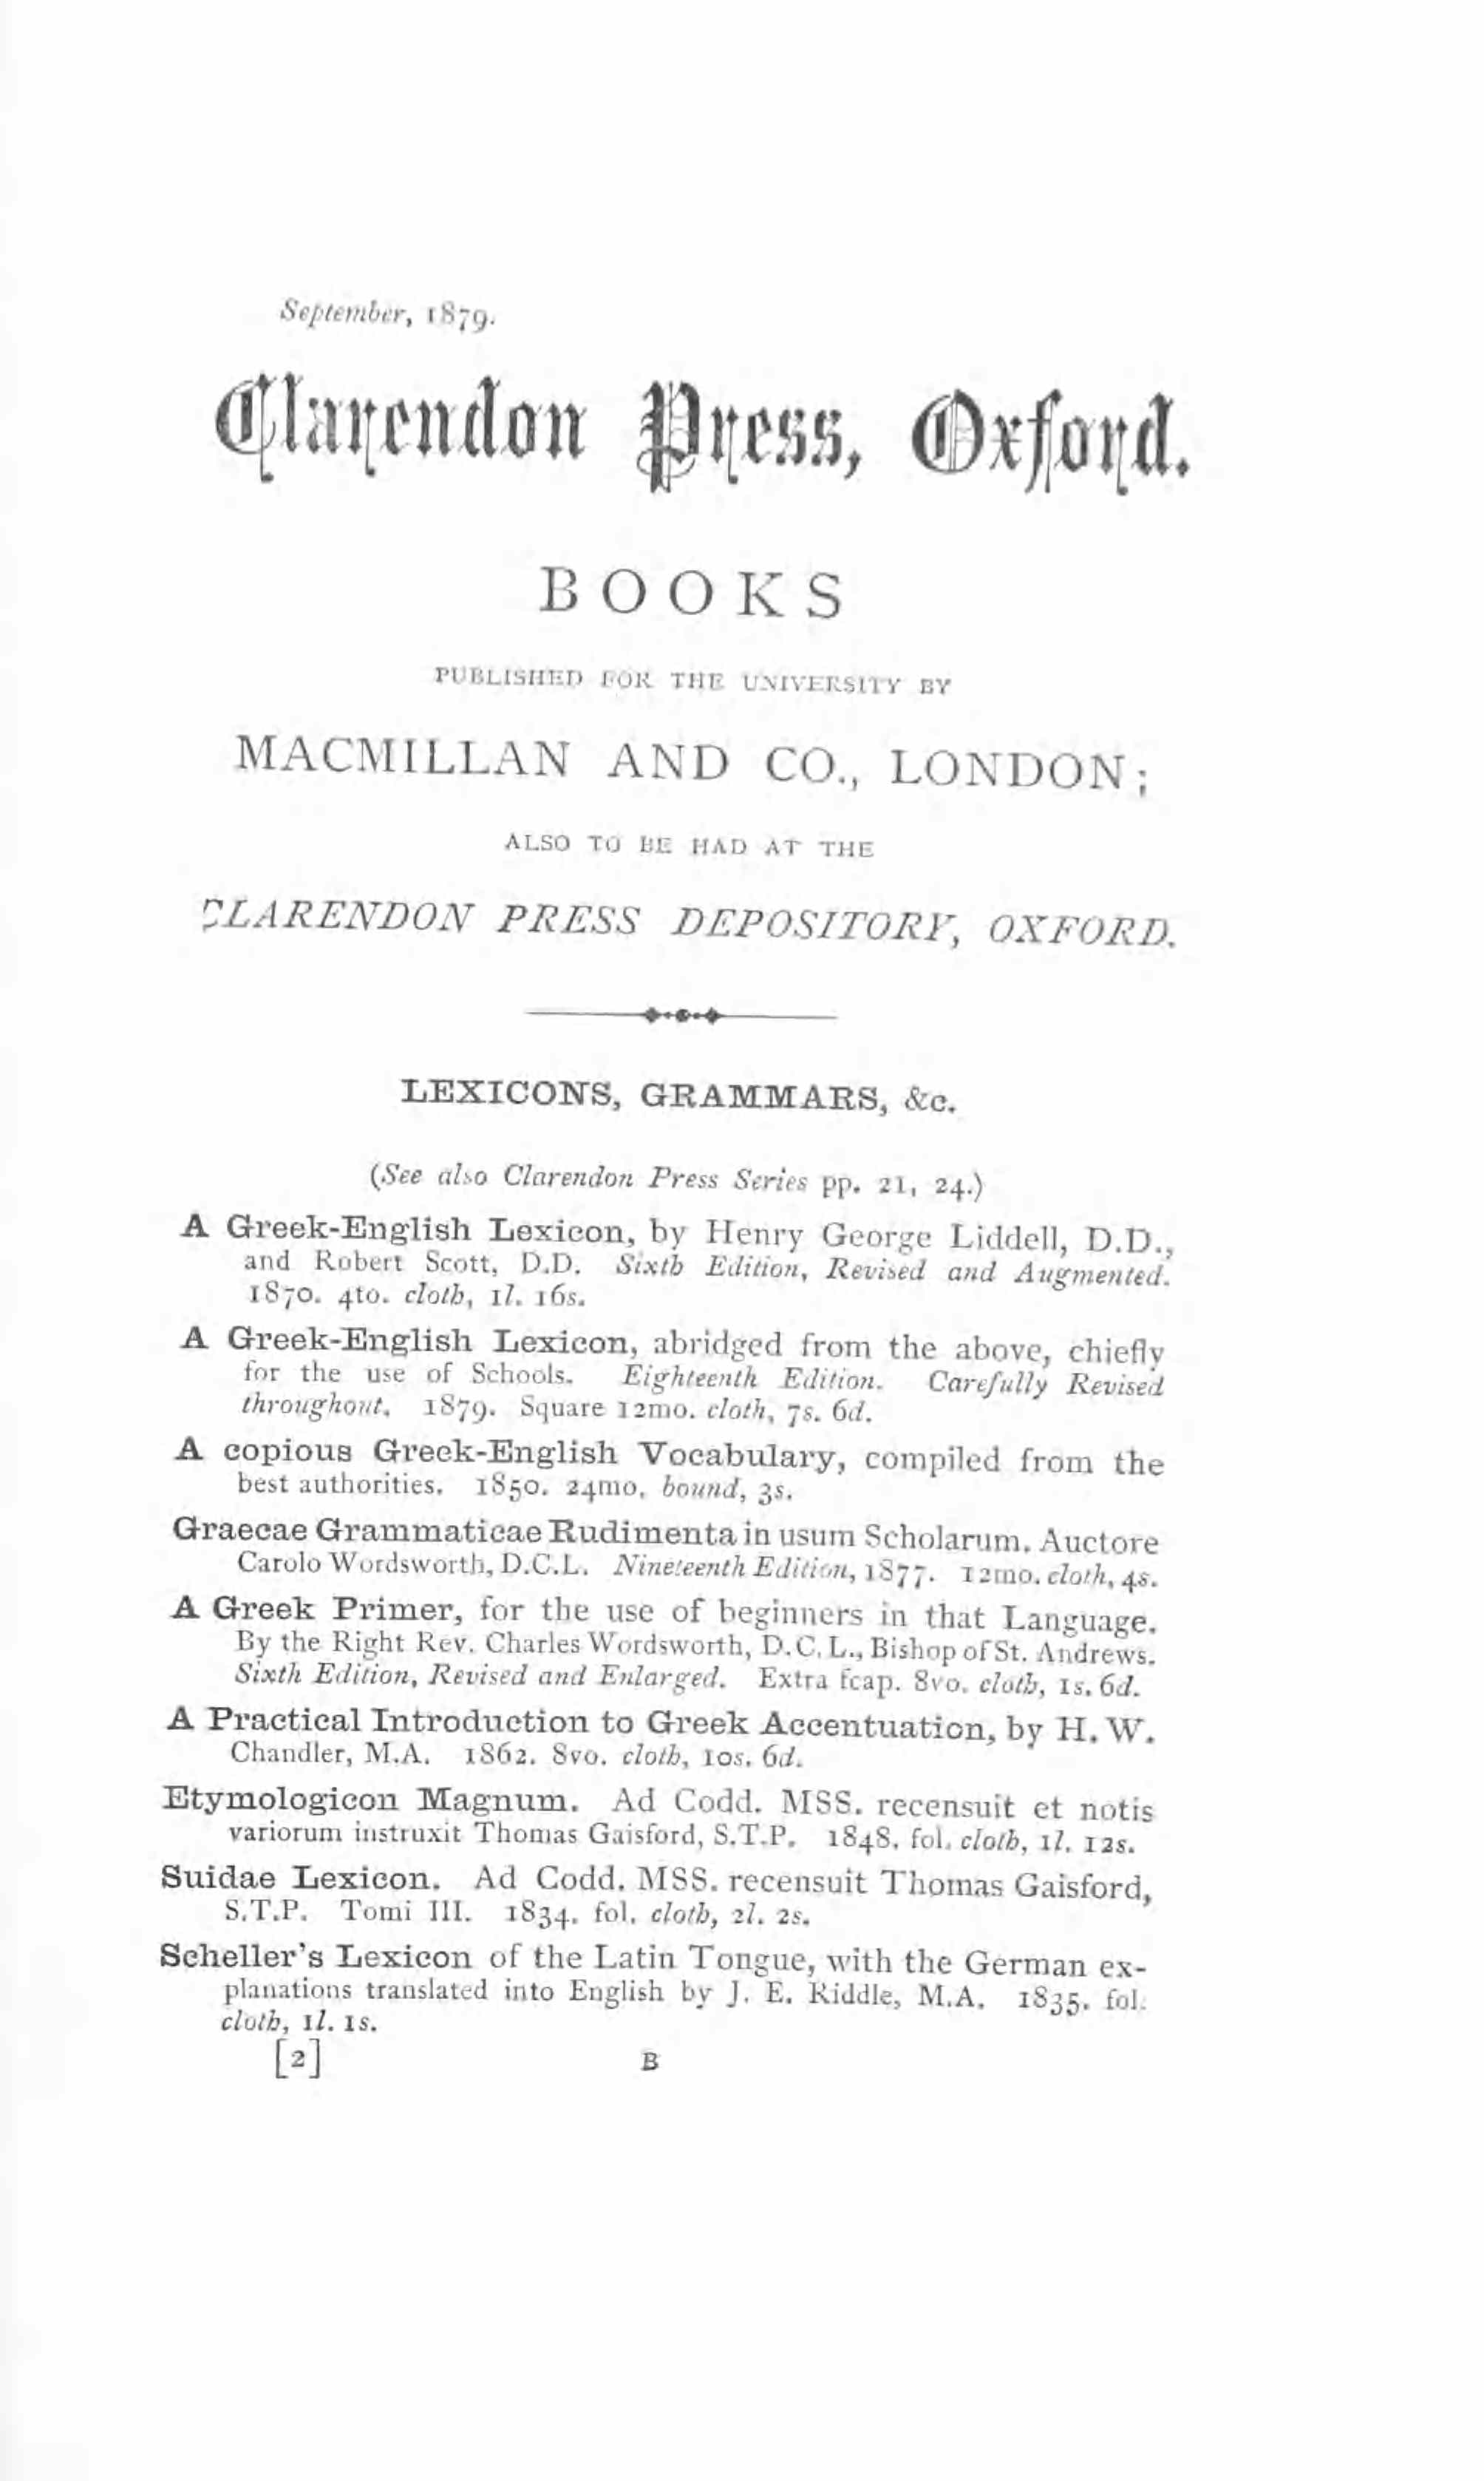 September, 1879.
Clarendon Press, Oxford.
BOOKS
PUBLISHED FOR THE UNIVERSITY BY
MACMILLAN AND CO., LONDON;
ALSO TO BE HAD AT THE
CLARENDON PRESS DEPOSITORY, OXFORD.
LEXICONS, GRAMMARS, &c.
(See also Clarendon Press Series pp. 21, 24.)
A Greek-English Lexicon, by Henry George Liddell, D.D.,
and Robert Scott, D.D. Sixth Edition, Revised and Augmented.
1870. 4to. cloth, 1l. 16s.
A Greek-English Lexicon, abridged from the above, chiefly
for the use of Schools. Eighteenth Edition. Carefully Revised
throughout. 1879. Square 12mo. cloth, 7s. 6d.
A copious Greek-English Vocabulary, compiled from the
best authorities. 1850. 24mo. bound, 3s.
Graecae Grammaticae Rudimenta in usum Scholarum. Auctore
Carolo Wordsworth, D.C.L. Nineteenth Edition, 1877. 12mo. cloth, 4s.
A Greek Primer, for the use of beginners in that Language.
By the Right Rev. Charles Wordsworth, D.C.L., Bishop of St. Andrews.
Sixth Edition, Revised and Enlarged. Extra fcap. 8vo. cloth, 1s. 6d.
A Practical Introduction to Greek Accentuation, by H. W.
Chandler, M.A. 1862. 8vo. cloth, 10s. 6d.
Etymologicon Magnum. Ad Codd. MSS. recensuit et notis
variorum instruxit Thomas Gaisford, S.T.P. 1848. fol. cloth, 1l. 12s.
Suidae Lexicon. Ad Codd. MSS. recensuit Thomas Gaisford,
S.T.P. Tomi III. 1834. fol. cloth, 2l. 2s.
Scheller's Lexicon of the Latin Tongue, with the German ex-
planations translated into English by J. E. Riddle, M.A. 1835. fol.
cloth, 1l. 1s.
[2] B